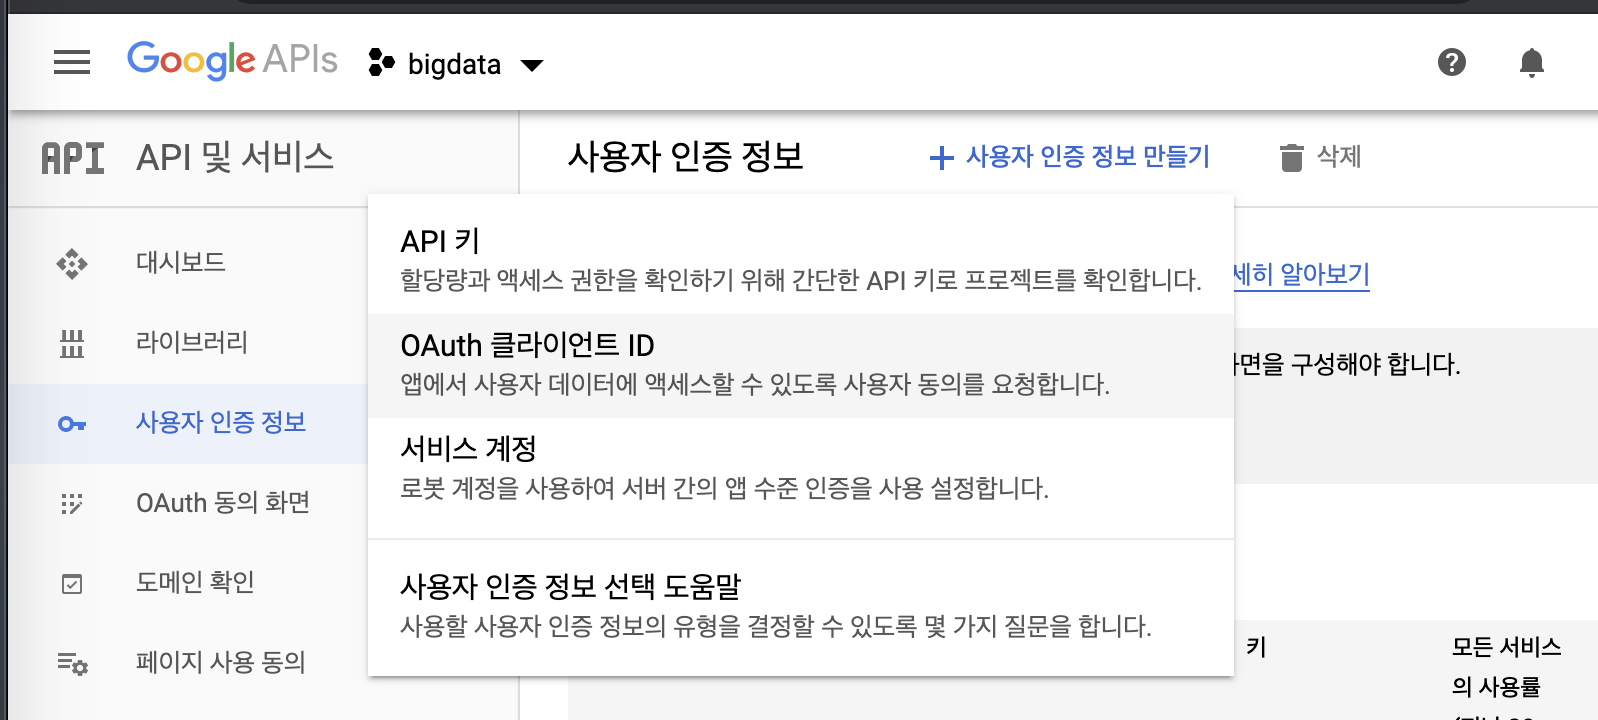 Google APIs bigdata
API API 및 서비스
사용자 인증 정보
사용자 인증 정보 만들기
삭제
대시보드
라이브러리
사용자 인증 정보
OAuth 동의 화면
도메인 확인
페이지 사용 동의
API 키
할당량과 액세스 권한을 확인하기 위해 간단한 API 키로 프로젝트를 확인합니다.
OAuth 클라이언트 ID
앱에서 사용자 데이터에 액세스할 수 있도록 사용자 동의를 요청합니다.
서비스 계정
로봇 계정을 사용하여 서버 간의 앱 수준 인증을 사용 설정합니다.
사용자 인증 정보 선택 도움말
사용할 사용자 인증 정보의 유형을 결정할 수 있도록 몇 가지 질문을 합니다.
세히 알아보기
면을 구성해야 합니다.
키
모든 서비스
의 사용률